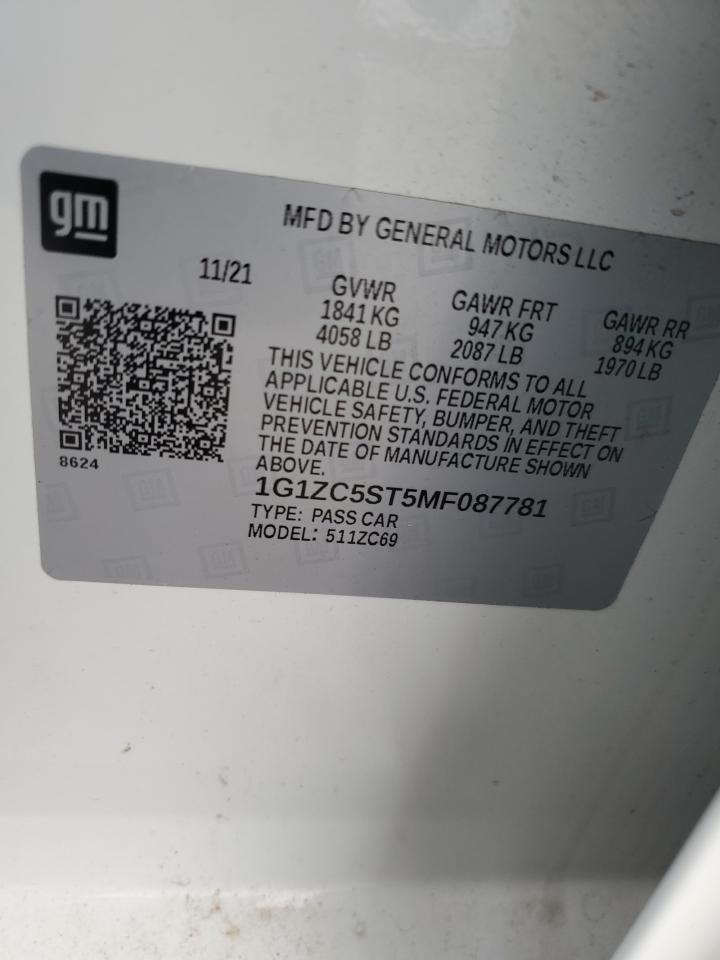 gm
MFD BY GENERAL MOTORS LLC
11/21
GVWR GAWR FRT GAWR RR
1841 KG 947 KG 894 KG
4058 LB 2087 LB 1970 LB
THIS VEHICLE CONFORMS TO ALL
APPLICABLE U.S. FEDERAL MOTOR
VEHICLE SAFETY, BUMPER, AND THEFT
PREVENTION STANDARDS IN EFFECT ON
THE DATE OF MANUFACTURE SHOWN
ABOVE.
8624
1G1ZC5ST5MF087781
TYPE: PASS CAR
MODEL: 511ZC69